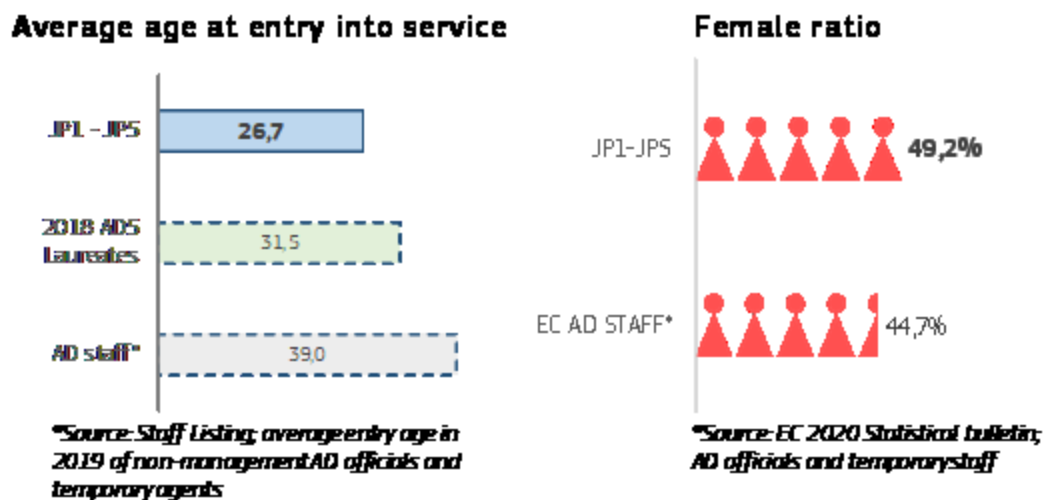 Average age at entry into service
JP1 - JP5
26,7
2018 AD5
Laureates
31,5
AD staff*
39,0
*Source: Staff Listing; average entry age in
2019 of non-management AD officials and
temporary agents
Female ratio
JP1-JP5
49,2%
EC AD STAFF*
44,7%
*Source: EC 2020 Statistical bulletin;
AD officials and temporary staff